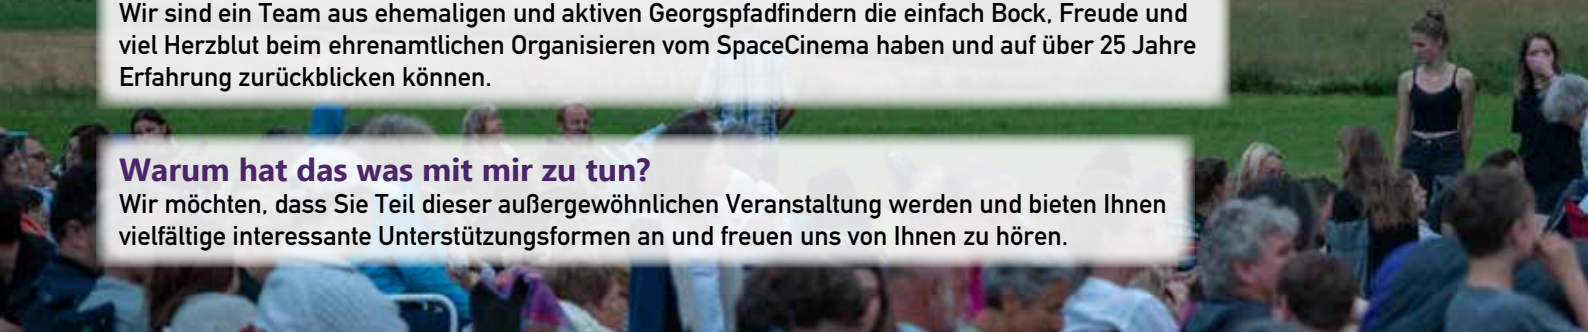 Wir sind ein Team aus ehemaligen und aktiven Georgspfadfindern die einfach Bock, Freude und
viel Herzblut beim ehrenamtlichen Organisieren vom SpaceCinema haben und auf über 25 Jahre
Erfahrung zurückblicken können.
Warum hat das was mit mir zu tun?
Wir möchten, dass Sie Teil dieser außergewöhnlichen Veranstaltung werden und bieten Ihnen
vielfältige interessante Unterstützungsformen an und freuen uns von Ihnen zu hören.